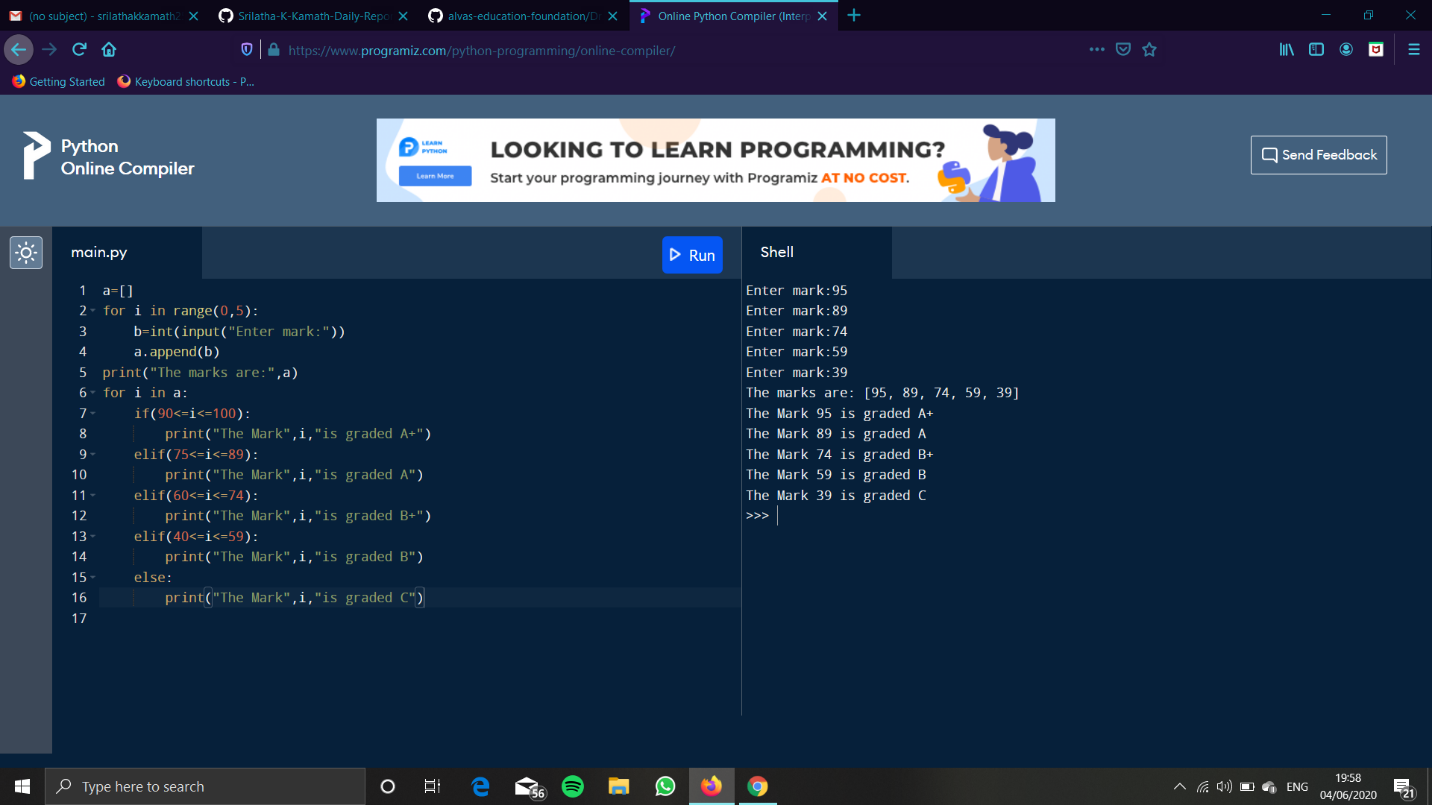 (no subject) - srilathakkamath2
Srilatha-K-Kamath-Daily-Repo
alvas-education-foundation/D
Online Python Compiler (Interp
https://www.programiz.com/python-programming/online-compiler/
Getting Started
Keyboard shortcuts - P...
Python
Online Compiler
LEARN
PYTHON
Learn More
LOOKING TO LEARN PROGRAMMING?
Start your programming journey with Programiz AT NO COST.
Send Feedback
main.py
Run
1 a=[]
2 for i in range(0,5):
3     b=int(input("Enter mark:"))
4     a.append(b)
5 print("The marks are:",a)
6 for i in a:
7     if(90<=i<=100):
8         print("The Mark",i,"is graded A+")
9     elif(75<=i<=89):
10         print("The Mark",i,"is graded A")
11     elif(60<=i<=74):
12         print("The Mark",i,"is graded B+")
13     elif(40<=i<=59):
14         print("The Mark",i,"is graded B")
15     else:
16         print("The Mark",i,"is graded C")
17
Shell
Enter mark:95
Enter mark:89
Enter mark:74
Enter mark:59
Enter mark:39
The marks are: [95, 89, 74, 59, 39]
The Mark 95 is graded A+
The Mark 89 is graded A
The Mark 74 is graded B+
The Mark 59 is graded B
The Mark 39 is graded C
>>>
Type here to search
56
ENG
19:58
04/06/2020
21